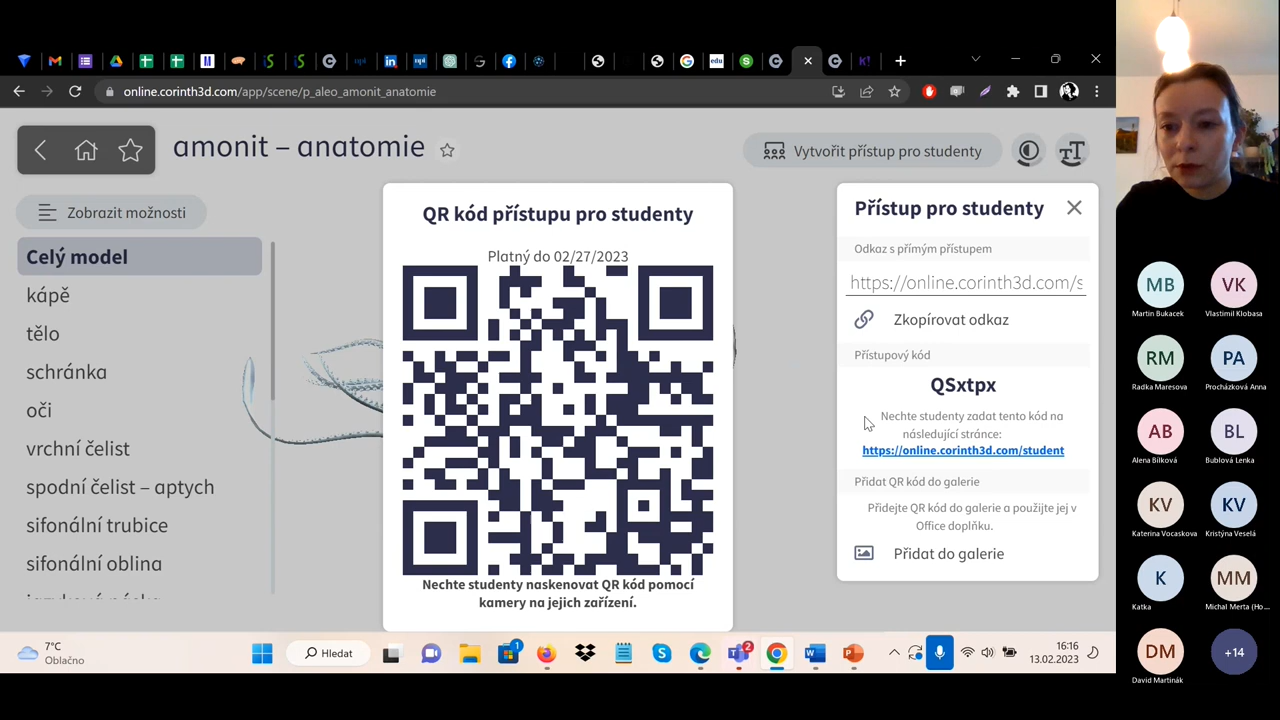 online.corinth3d.com/app/scene/p_aleo_amonit_anatomie
amonit – anatomie
Vytvořit přístup pro studenty
Zobrazit možnosti
Celý model
kápě
tělo
schránka
oči
vrchní čelist
spodní čelist – aptych
sifonální trubice
sifonální oblina
QR kód přístupu pro studenty
Platný do 02/27/2023
Nechte studenty naskenovat QR kód pomocí
kamery na jejich zařízení.
Přístup pro studenty
Odkaz s přímým přístupem
https://online.corinth3d.com/s
Zkopírovat odkaz
Přístupový kód
QSxtpx
Nechte studenty zadat tento kód na
následující stránce:
https://online.corinth3d.com/student
Přidat QR kód do galerie
Přidejte QR kód do galerie a použijte jej v
Office doplňku.
Přidat do galerie
7°C
Oblačno
Hledat
16:16
13.02.2023
MB
Martin Bukacek
VK
Vlastimil Klobasa
RM
Radka Maresova
PA
Procházková Anna
AB
Alena Bílková
BL
Bublová Lenka
KV
Katerina Vocaskova
KV
Kristýna Veselá
K
Katka
MM
Michal Merta (Ho...
DM
David Martinák
+14